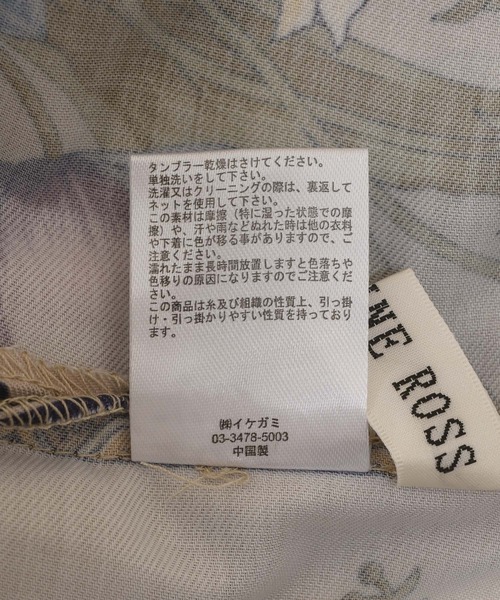 タンブラー乾燥はさけてください。
単独洗いをして下さい。
洗濯又はクリーニングの際は、裏返して
ネットを使用して下さい。
この素材は摩擦（特に湿った状態での摩
擦）や、汗や雨などぬれた時は他の衣料
や下着に色が移る事がありますので、ご
注意ください。
濡れたまま長時間放置しますと色落ちや
色移りの原因になりますのでご注意くださ
い。
この商品は糸及び組織の性質上、引っ掛
け・引っ掛かりやすい性質を持っており
ます。
㈱イケガミ
03-3478-5003
中国製
INE ROSS